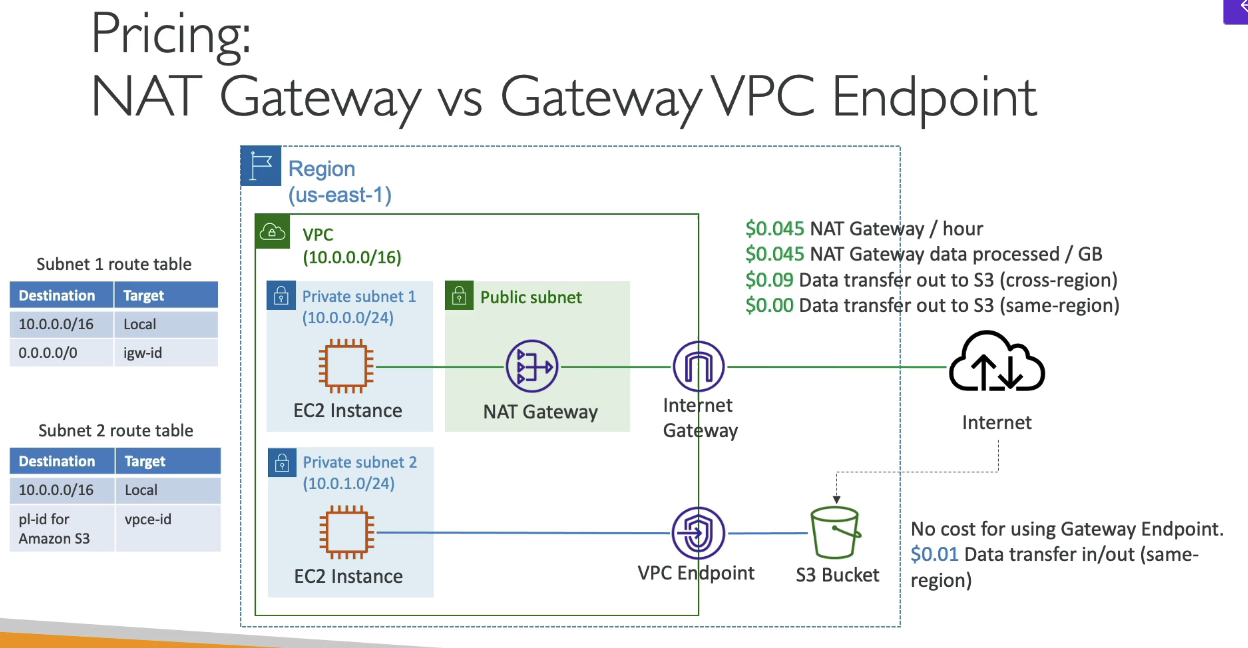 Pricing:
NAT Gateway vs Gateway VPC Endpoint
Region
(us-east-1)
VPC
(10.0.0.0/16)
$0.045 NAT Gateway / hour
$0.045 NAT Gateway data processed / GB
$0.09 Data transfer out to S3 (cross-region)
$0.00 Data transfer out to S3 (same-region)
Subnet 1 route table
Destination Target
10.0.0.0/16 Local
0.0.0.0/0 igw-id
Private subnet 1
(10.0.0.0/24)
EC2 Instance
Public subnet
NAT Gateway
Internet
Gateway
Internet
Subnet 2 route table
Destination Target
10.0.0.0/16 Local
pl-id for vpce-id
Amazon S3
Private subnet 2
(10.0.1.0/24)
EC2 Instance
VPC Endpoint
S3 Bucket
No cost for using Gateway Endpoint.
$0.01 Data transfer in/out (same-
region)